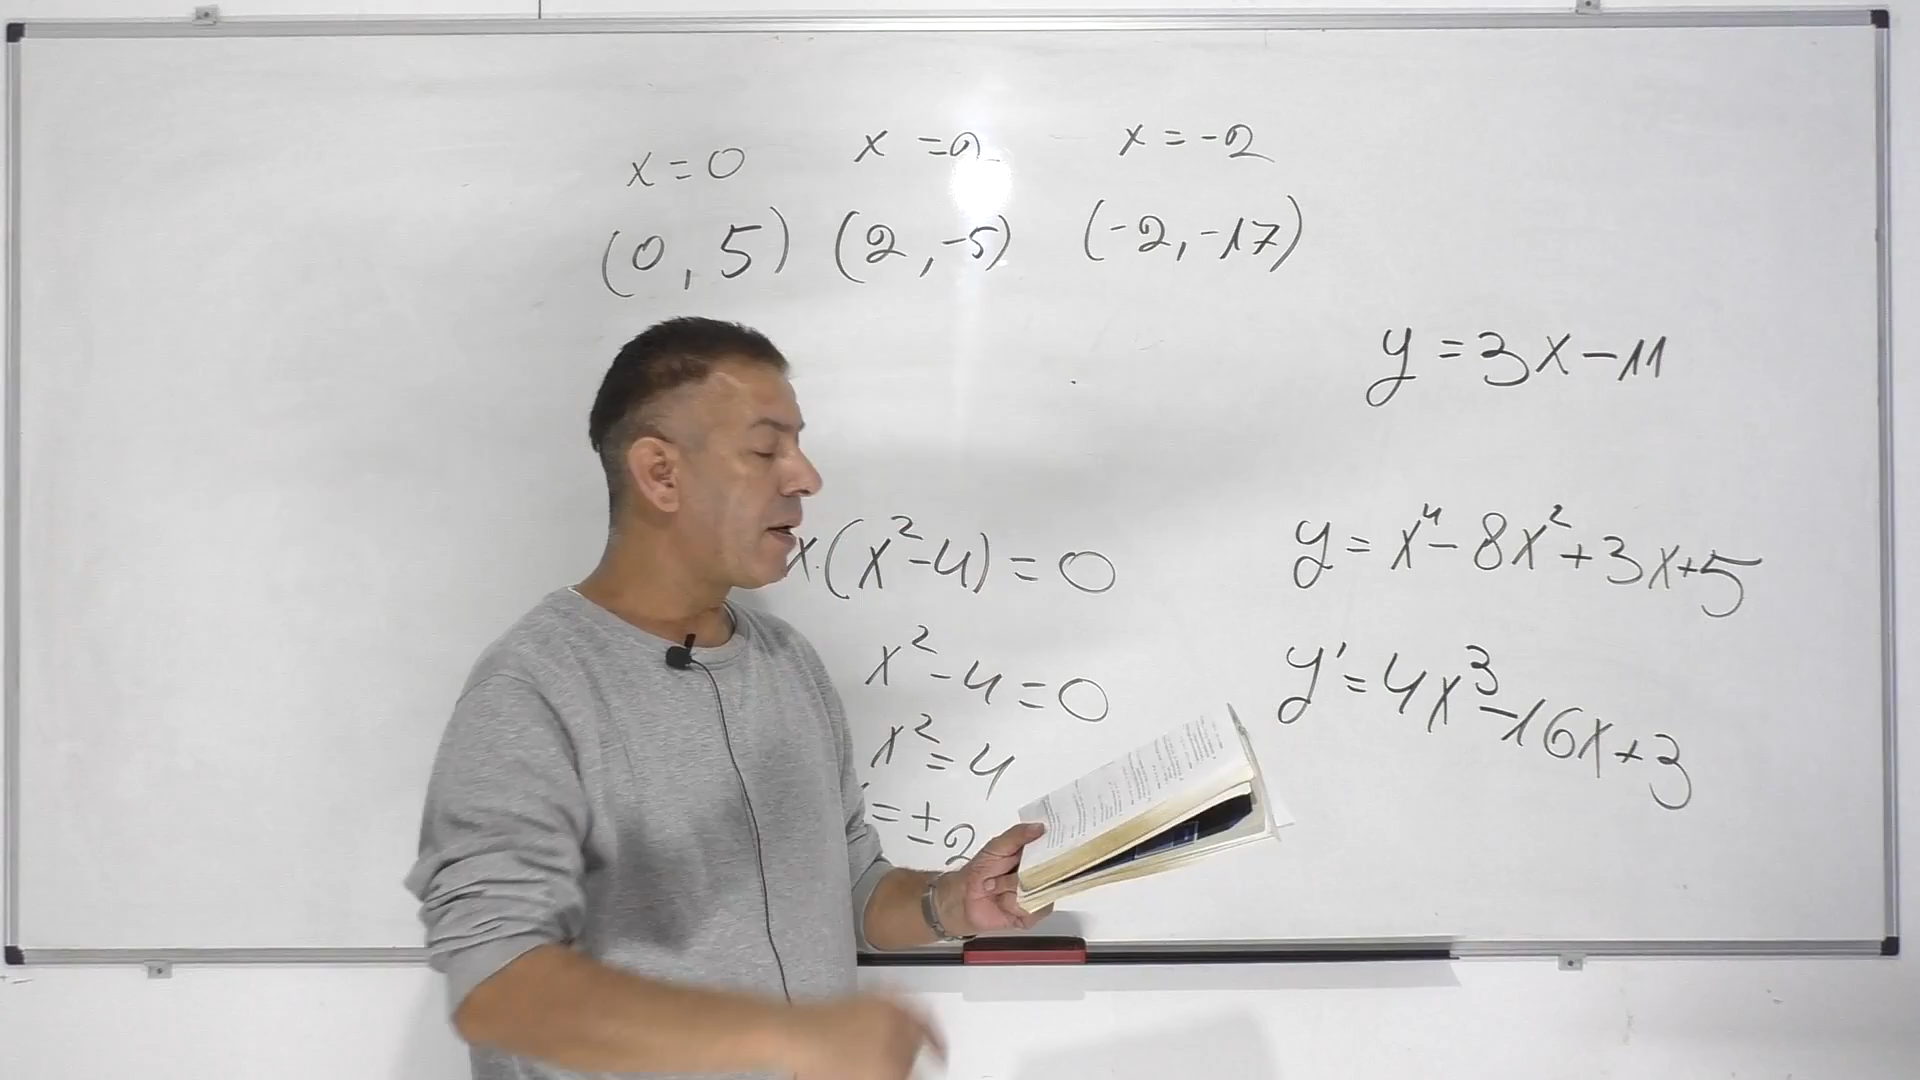 x = 0   x = 2   x = -2
(0, 5)   (2, -5)   (-2, -17)
y = 3x - 11
x·(x² - 4) = 0
x² - 4 = 0
x² = 4
= ±2
y = x⁴ - 8x² + 3x + 5
y' = 4x³ - 16x + 3